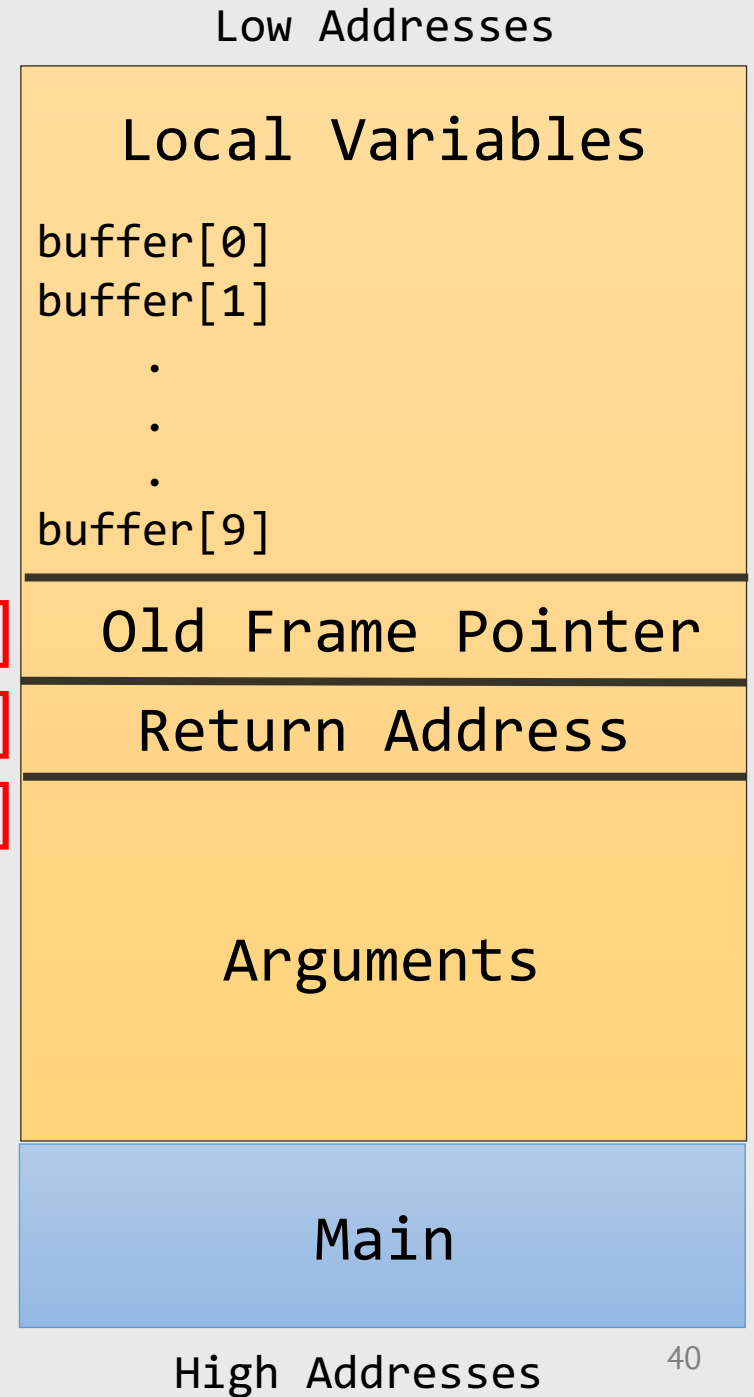 Low Addresses
Local Variables
buffer[0]
buffer[1]
.
.
.
buffer[9]
Old Frame Pointer
Return Address
Arguments
Main
High Addresses
40